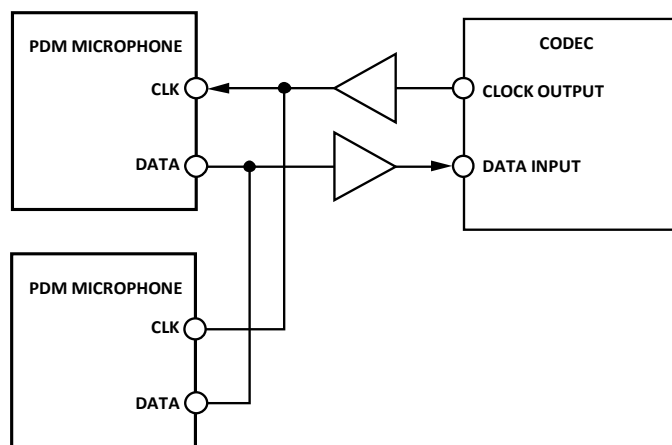 PDM MICROPHONE
CLK
DATA
CODEC
CLOCK OUTPUT
DATA INPUT
PDM MICROPHONE
CLK
DATA